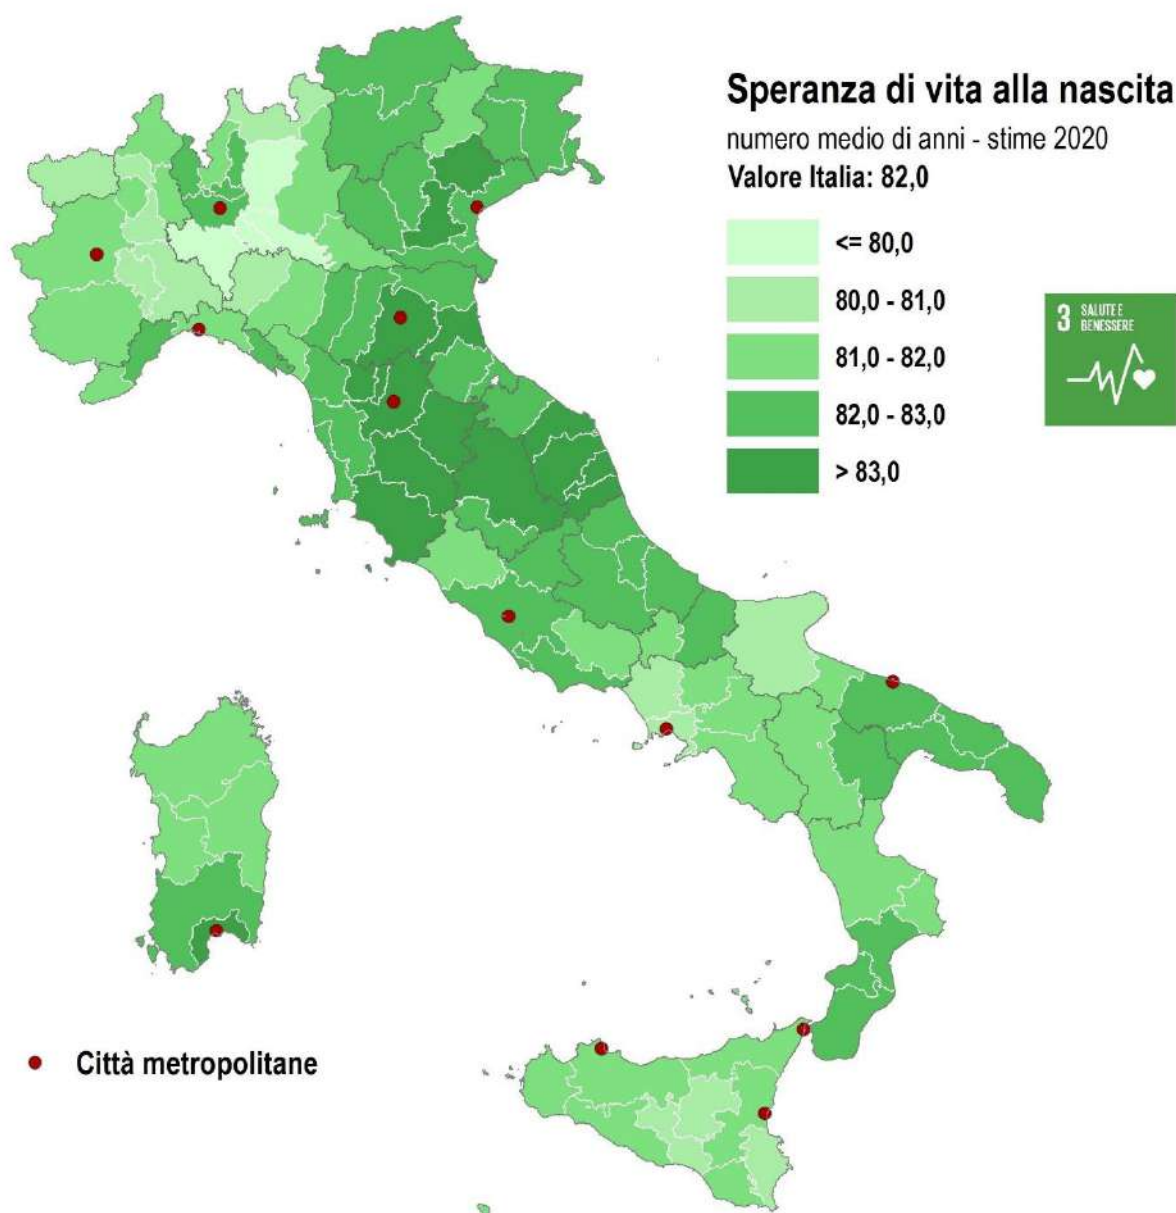 Speranza di vita alla nascita
numero medio di anni - stime 2020
Valore Italia: 82,0
<= 80,0
80,0 - 81,0
81,0 - 82,0
82,0 - 83,0
> 83,0
3 SALUTE E
BENESSERE
Città metropolitane